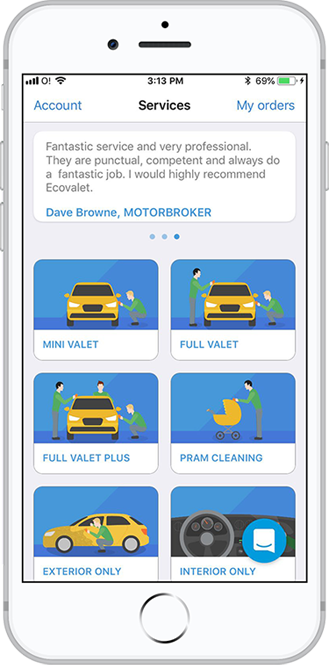 O! 3:13 PM 69%
Account Services My orders
Fantastic service and very professional.
They are punctual, competent and always do
a fantastic job. I would highly recommend
Ecovalet.
Dave Browne, MOTORBROKER
MINI VALET FULL VALET
FULL VALET PLUS PRAM CLEANING
EXTERIOR ONLY INTERIOR ONLY